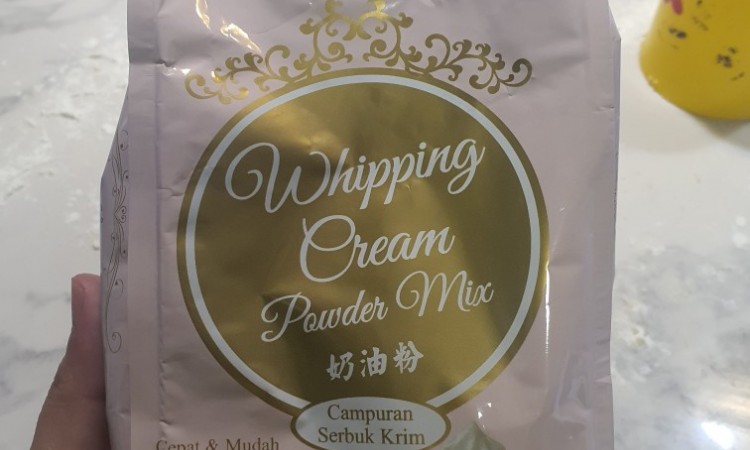 Whipping
Cream
Powder Mix
奶油粉
Campuran
Serbuk Krim
Cepat & Mudah